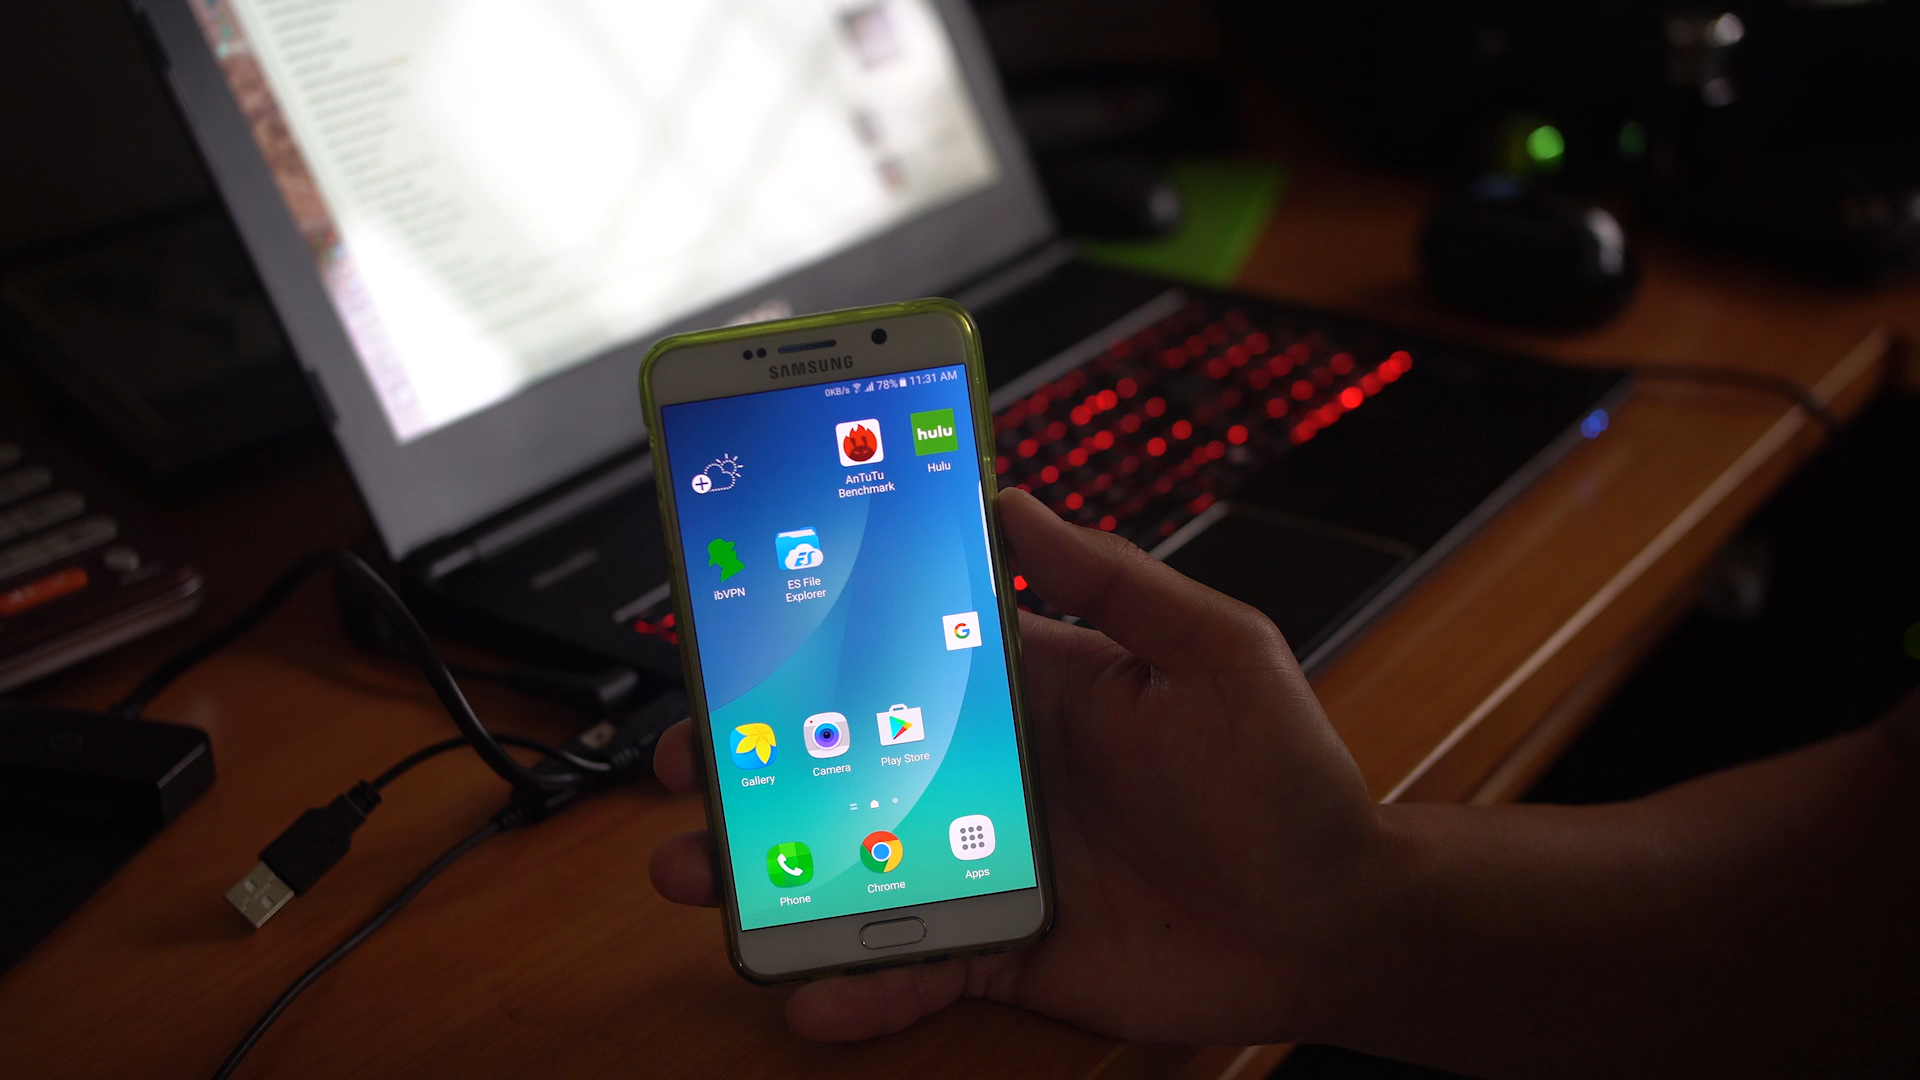 SAMSUNG
0KB/s 78% 11:31 AM
AnTuTu
Benchmark
hulu
Hulu
ibVPN
ES
ES File
Explorer
G
Gallery
Camera
Play Store
Phone
Chrome
Apps